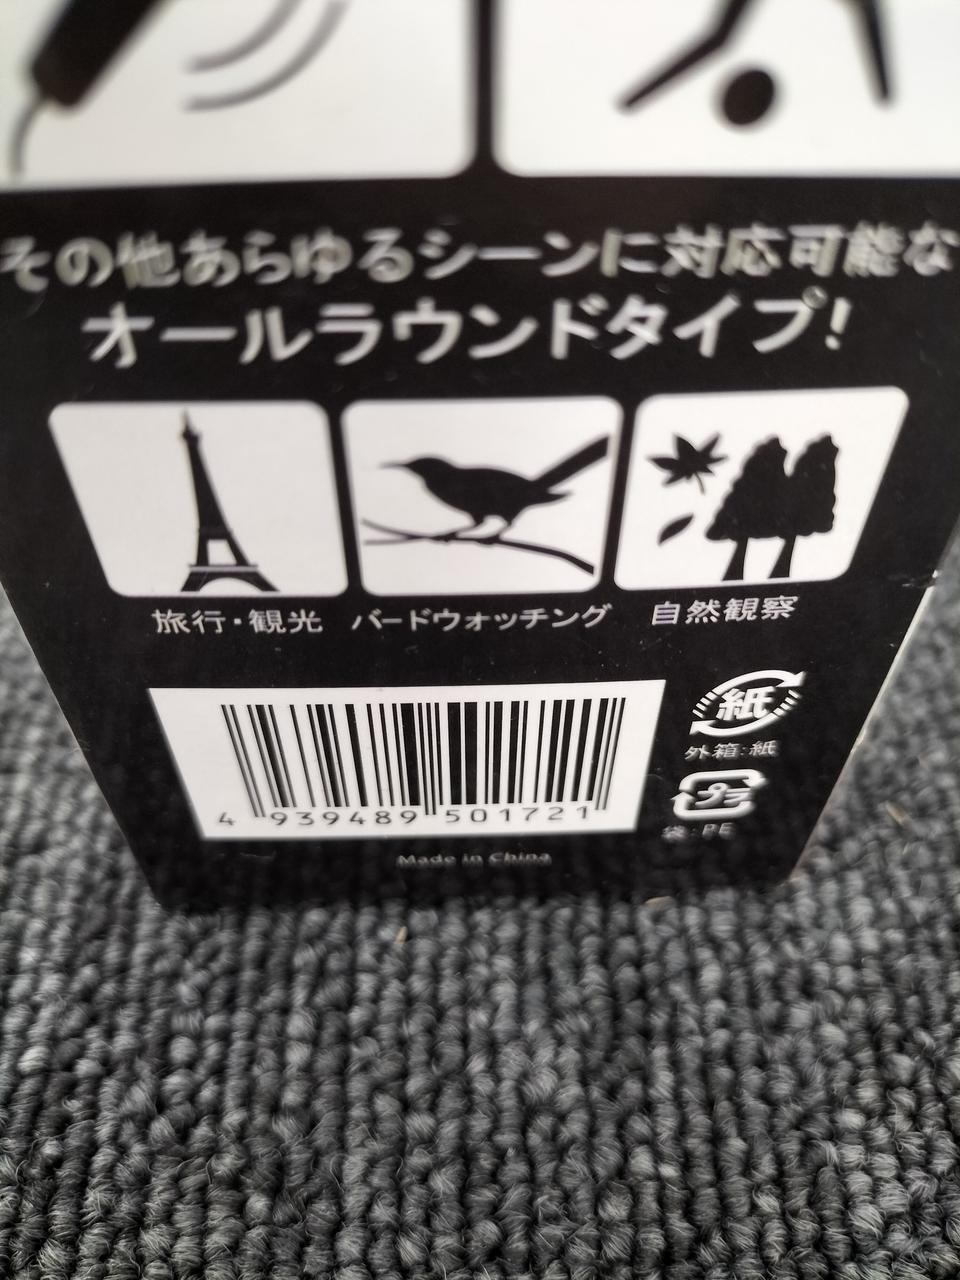 その他あらゆるシーンに対応可能な
オールラウンドタイプ!
旅行・観光 バードウォッチング 自然観察
紙
外箱:紙
プラ
袋:PE
4 939489 501721
Made in China